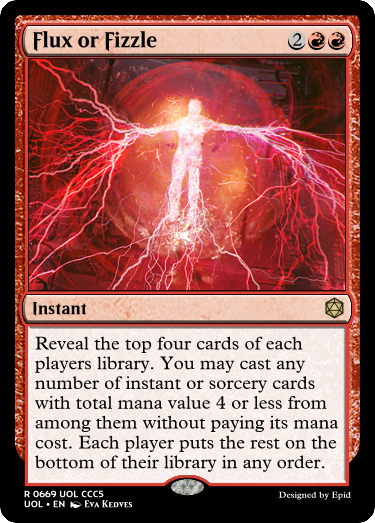 Flux or Fizzle 2
Instant
Reveal the top four cards of each
players library. You may cast any
number of instant or sorcery cards
with total mana value 4 or less from
among them without paying its mana
cost. Each player puts the rest on the
bottom of their library in any order.
R 0669 UOL CCC5
UOL • EN Eva Kedves
Designed by Epid